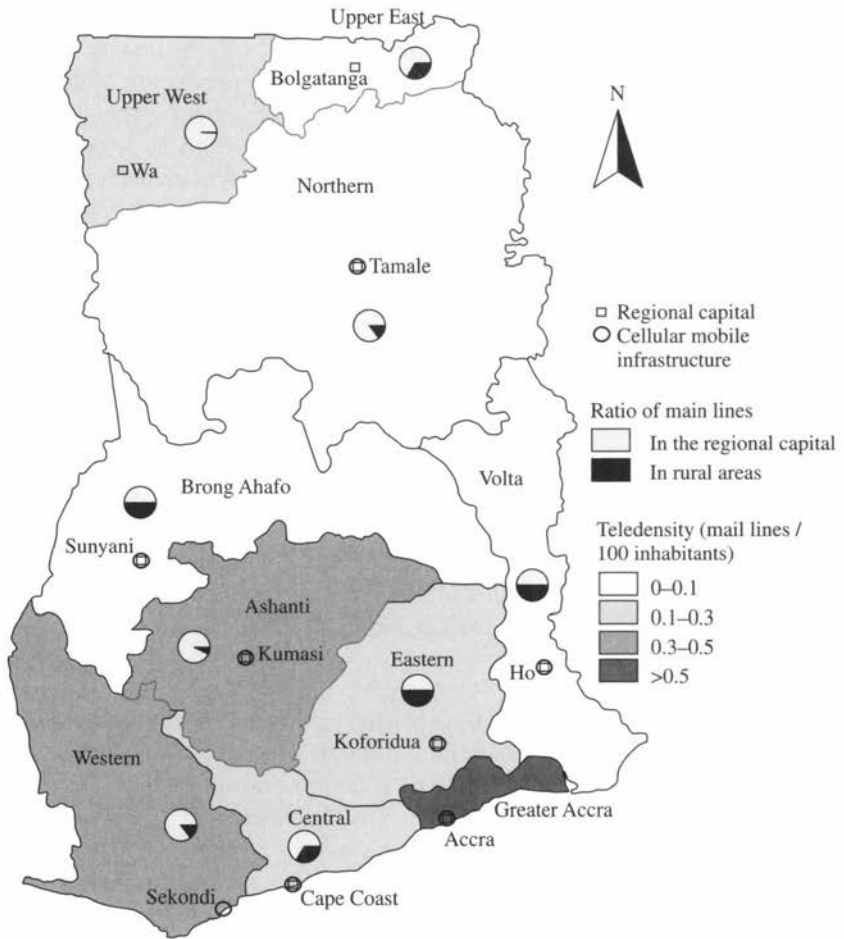 Upper East
Bolgatanga
Upper West
Wa
N
Northern
Tamale
Regional capital
Cellular mobile
infrastructure
Ratio of main lines
In the regional capital
In rural areas
Volta
Brong Ahafo
Sunyani
Teledensity (mail lines /
100 inhabitants)
0–0.1
0.1–0.3
0.3–0.5
>0.5
Ashanti
Kumasi
Eastern
Ho
Koforidua
Western
Central
Greater Accra
Accra
Sekondi
Cape Coast